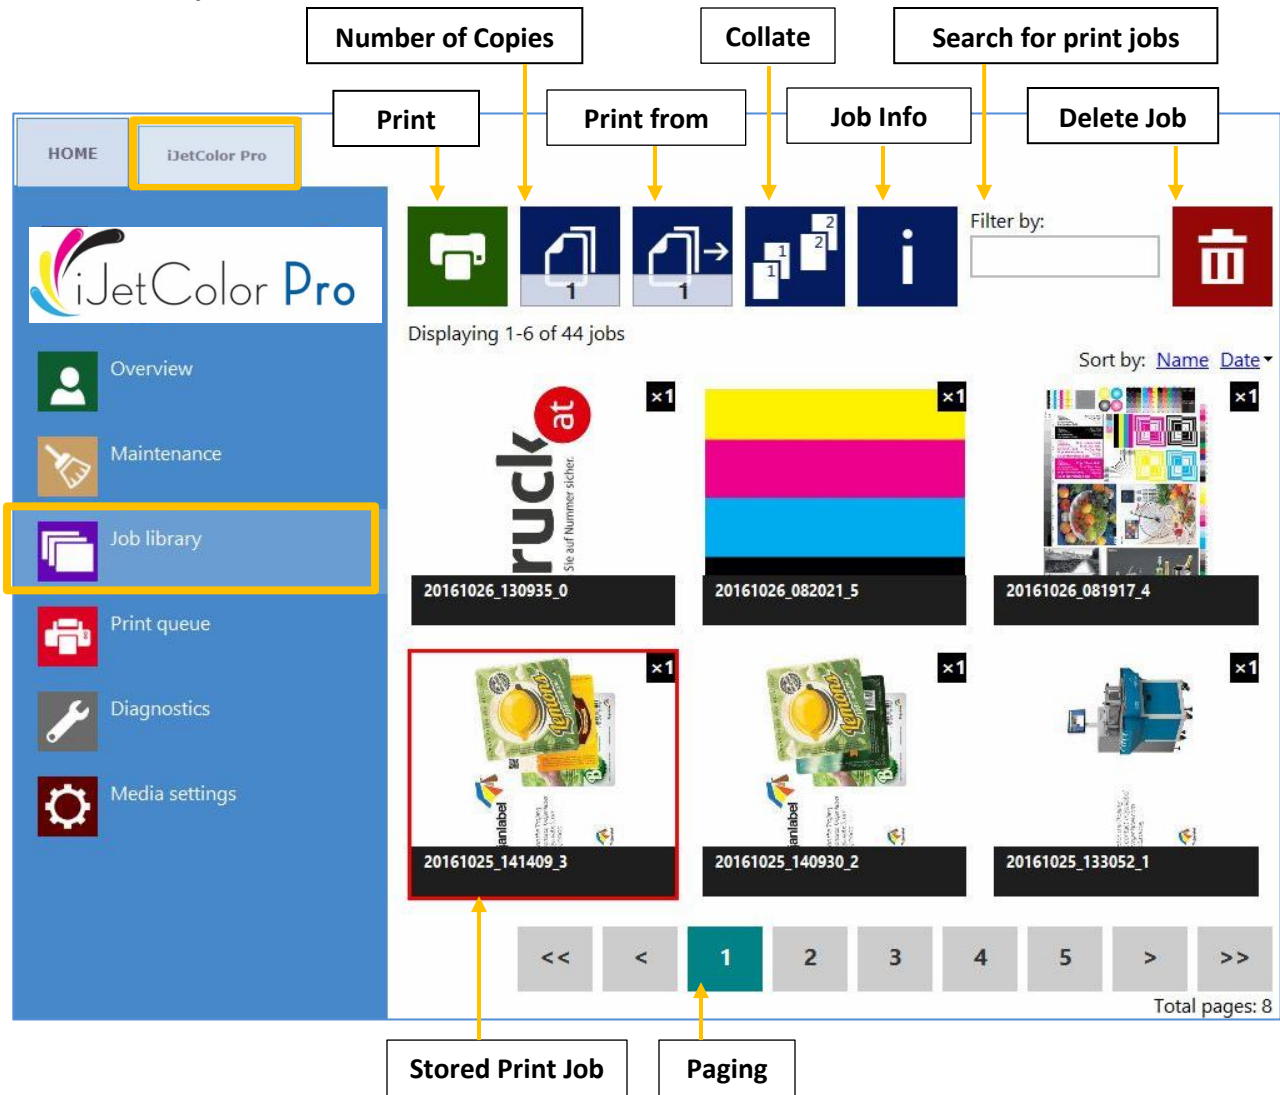 Number of Copies
Collate
Search for print jobs
Print
Print from
Job Info
Delete Job
HOME
iJetColor Pro
iJetColor Pro
Filter by:
1
1
1
1
2
2
i
Displaying 1-6 of 44 jobs
Sort by: Name Date
Overview
Maintenance
Job library
Print queue
Diagnostics
Media settings
ruck at
Sie auf Nummer sicher.
×1
×1
×1
20161026_130935_0
20161026_082021_5
20161026_081917_4
Lemons
janlabel
×1
Lemons
janlabel
×1
×1
20161025_141409_3
20161025_140930_2
20161025_133052_1
<< < 1 2 3 4 5 > >>
Total pages: 8
Stored Print Job
Paging